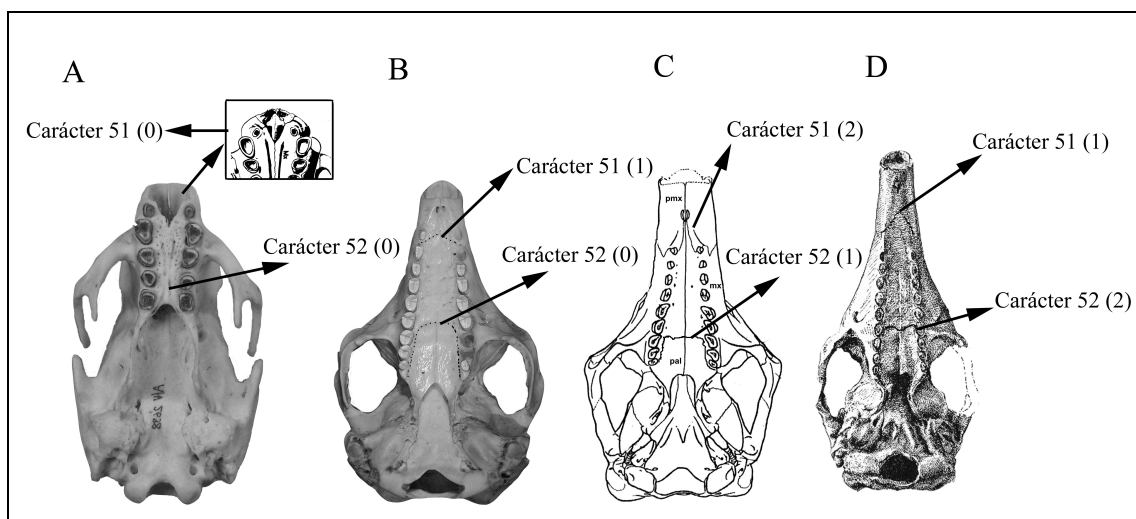 A
B
C
D
Carácter 51 (0)
Carácter 51 (1)
Carácter 51 (2)
Carácter 51 (1)
Carácter 52 (0)
Carácter 52 (0)
Carácter 52 (1)
Carácter 52 (2)
pmx
mx
pal